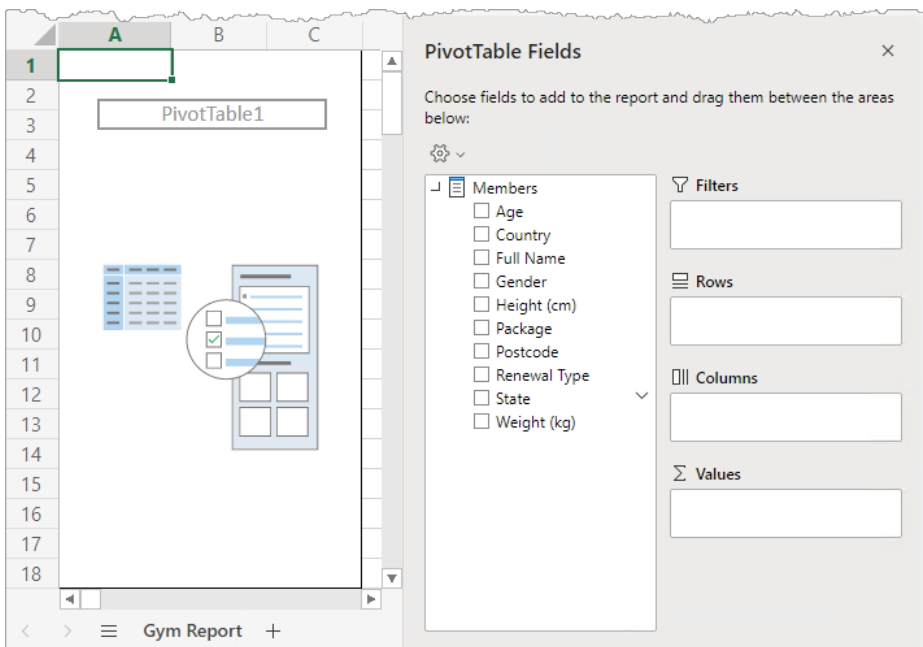 A B C
1
2
3
4
5
6
7
8
9
10
11
12
13
14
15
16
17
18
PivotTable1
Gym Report
PivotTable Fields
Choose fields to add to the report and drag them between the areas
below:
Members
Age
Country
Full Name
Gender
Height (cm)
Package
Postcode
Renewal Type
State
Weight (kg)
Filters
Rows
Columns
Σ Values